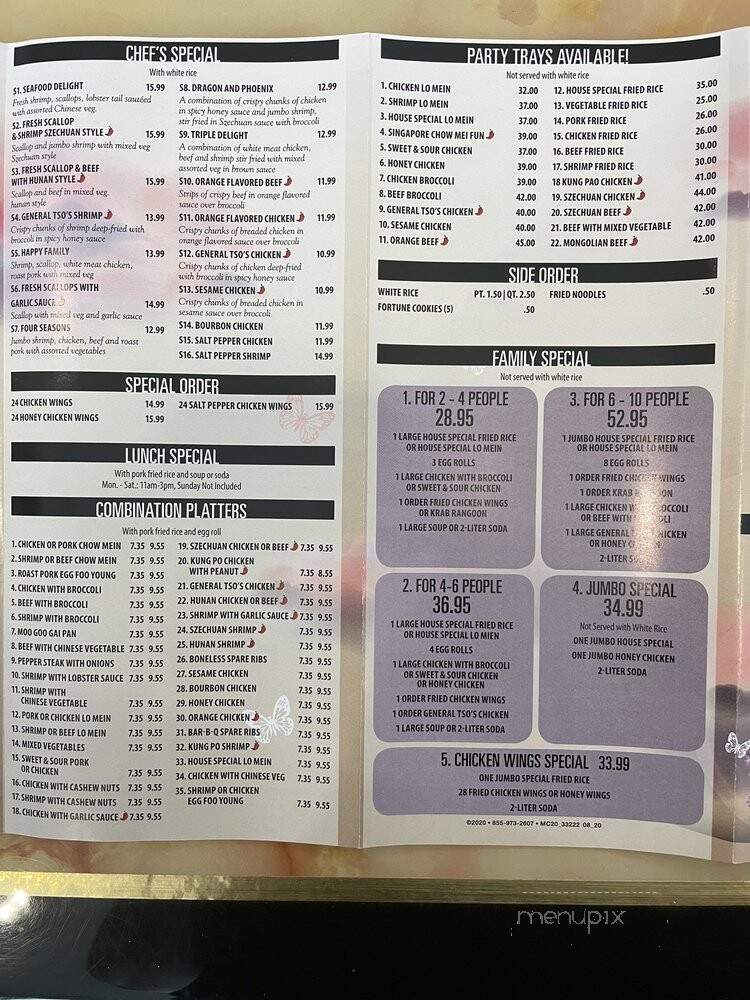 CHEF'S SPECIAL
With white rice
S1. SEAFOOD DELIGHT 15.99
Fresh shrimp, scallops, lobster tail sautéed
with assorted Chinese veg.
S2. FRESH SCALLOP
& SHRIMP SZECHUAN STYLE 15.99
Scallop and jumbo shrimp with mixed veg
Szechuan style
S3. FRESH SCALLOP & BEEF
WITH HUNAN STYLE 15.99
Scallop and beef in mixed veg.
hunan style
S4. GENERAL TSO'S SHRIMP 13.99
Crispy chunks of shrimp deep-fried with
broccoli in spicy honey sauce
S5. HAPPY FAMILY 13.99
Shrimp, scallop, white meat chicken,
roast pork with mixed veg
S6. FRESH SCALLOPS WITH
GARLIC SAUCE 14.99
Scallop with mixed veg and garlic sauce
S7. FOUR SEASONS 12.99
Jumbo shrimp, chicken, beef and roast
pork with assorted vegetables
S8. DRAGON AND PHOENIX 12.99
A combination of crispy chunks of chicken
in spicy honey sauce and jumbo shrimp,
stir fried in Szechuan sauce with broccoli
S9. TRIPLE DELIGHT 12.99
A combination of white meat chicken,
beef and shrimp stir fried with mixed
assorted veg in brown sauce
S10. ORANGE FLAVORED BEEF 11.99
Strips of crispy beef in orange flavored
sauce over broccoli
S11. ORANGE FLAVORED CHICKEN 11.99
Crispy chunks of breaded chicken in
orange flavored sauce over broccoli
S12. GENERAL TSO'S CHICKEN 10.99
Crispy chunks of chicken deep-fried
with broccoli in spicy honey sauce
S13. SESAME CHICKEN 10.99
Crispy chunks of breaded chicken in
sesame sauce over broccoli
S14. BOURBON CHICKEN 11.99
S15. SALT PEPPER CHICKEN 11.99
S16. SALT PEPPER SHRIMP 14.99
SPECIAL ORDER
24 CHICKEN WINGS 14.99
24 HONEY CHICKEN WINGS 15.99
24 SALT PEPPER CHICKEN WINGS 15.99
LUNCH SPECIAL
With pork fried rice and soup or soda
Mon. - Sat.: 11am-3pm, Sunday Not Included
COMBINATION PLATTERS
With pork fried rice and egg roll
1. CHICKEN OR PORK CHOW MEIN 7.35 9.55
2. SHRIMP OR BEEF CHOW MEIN 7.35 9.55
3. ROAST PORK EGG FOO YOUNG 7.35 9.55
4. CHICKEN WITH BROCCOLI 7.35 9.55
5. BEEF WITH BROCCOLI 7.35 9.55
6. SHRIMP WITH BROCCOLI 7.35 9.55
7. MOO GOO GAI PAN 7.35 9.55
8. BEEF WITH CHINESE VEGETABLE 7.35 9.55
9. PEPPER STEAK WITH ONIONS 7.35 9.55
10. SHRIMP WITH LOBSTER SAUCE 7.35 9.55
11. SHRIMP WITH
CHINESE VEGETABLE 7.35 9.55
12. PORK OR CHICKEN LO MEIN 7.35 9.55
13. SHRIMP OR BEEF LO MEIN 7.35 9.55
14. MIXED VEGETABLES 7.35 9.55
15. SWEET & SOUR PORK
OR CHICKEN 7.35 9.55
16. CHICKEN WITH CASHEW NUTS 7.35 9.55
17. SHRIMP WITH CASHEW NUTS 7.35 9.55
18. CHICKEN WITH GARLIC SAUCE 7.35 9.55
19. SZECHUAN CHICKEN OR BEEF 7.35 9.55
20. KUNG PO CHICKEN
WITH PEANUT 7.35 8.55
21. GENERAL TSO'S CHICKEN 7.35 9.55
22. HUNAN CHICKEN OR BEEF 7.35 9.55
23. SHRIMP WITH GARLIC SAUCE 7.35 9.55
24. SZECHUAN SHRIMP 7.35 9.55
25. HUNAN SHRIMP 7.35 9.55
26. BONELESS SPARE RIBS 7.35 9.55
27. SESAME CHICKEN 7.35 9.55
28. BOURBON CHICKEN 7.35 9.55
29. HONEY CHICKEN 7.35 9.55
30. ORANGE CHICKEN 7.35 9.55
31. BAR-B-Q SPARE RIBS 7.35 9.55
32. KUNG PO SHRIMP 7.35 9.55
33. HOUSE SPECIAL LO MEIN 7.35 9.55
34. CHICKEN WITH CHINESE VEG 7.35 9.55
35. SHRIMP OR CHICKEN
EGG FOO YOUNG 7.35 9.55
PARTY TRAYS AVAILABLE!
Not served with white rice
1. CHICKEN LO MEIN 32.00
2. SHRIMP LO MEIN 37.00
3. HOUSE SPECIAL LO MEIN 37.00
4. SINGAPORE CHOW MEI FUN 39.00
5. SWEET & SOUR CHICKEN 37.00
6. HONEY CHICKEN 39.00
7. CHICKEN BROCCOLI 39.00
8. BEEF BROCCOLI 42.00
9. GENERAL TSO'S CHICKEN 40.00
10. SESAME CHICKEN 40.00
11. ORANGE BEEF 45.00
12. HOUSE SPECIAL FRIED RICE 35.00
13. VEGETABLE FRIED RICE 25.00
14. PORK FRIED RICE 26.00
15. CHICKEN FRIED RICE 26.00
16. BEEF FRIED RICE 30.00
17. SHRIMP FRIED RICE 30.00
18 KUNG PAO CHICKEN 41.00
19. SZECHUAN CHICKEN 44.00
20. SZECHUAN BEEF 42.00
21. BEEF WITH MIXED VEGETABLE 42.00
22. MONGOLIAN BEEF 42.00
SIDE ORDER
WHITE RICE PT. 1.50 | QT. 2.50
FORTUNE COOKIES (5) .50
FRIED NOODLES .50
FAMILY SPECIAL
Not served with white rice
1. FOR 2 - 4 PEOPLE
28.95
1 LARGE HOUSE SPECIAL FRIED RICE
OR HOUSE SPECIAL LO MEIN
3 EGG ROLLS
1 LARGE CHICKEN WITH BROCCOLI
OR SWEET & SOUR CHICKEN
1 ORDER FRIED CHICKEN WINGS
OR KRAB RANGOON
1 LARGE SOUP OR 2-LITER SODA
3. FOR 6 - 10 PEOPLE
52.95
1 JUMBO HOUSE SPECIAL FRIED RICE
OR HOUSE SPECIAL LO MEIN
8 EGG ROLLS
1 ORDER FRIED CHICKEN WINGS
1 ORDER KRAB RANGOON
1 LARGE CHICKEN BROCCOLI
OR BEEF WITH
1 LARGE GENERAL CHICKEN
OR HONEY
2-LITER
2. FOR 4-6 PEOPLE
36.95
1 LARGE HOUSE SPECIAL FRIED RICE
OR HOUSE SPECIAL LO MIEN
4 EGG ROLLS
1 LARGE CHICKEN WITH BROCCOLI
OR SWEET & SOUR CHICKEN
OR HONEY CHICKEN
1 ORDER FRIED CHICKEN WINGS
1 ORDER GENERAL TSO'S CHICKEN
1 LARGE SOUP OR 2-LITER SODA
4. JUMBO SPECIAL
34.99
Not Served with White Rice
ONE JUMBO HOUSE SPECIAL
ONE JUMBO HONEY CHICKEN
2-LITER SODA
5. CHICKEN WINGS SPECIAL 33.99
ONE JUMBO SPECIAL FRIED RICE
28 FRIED CHICKEN WINGS OR HONEY WINGS
2-LITER SODA
©2020 • 855-973-2607 • MC20_33222 08_20
menupix